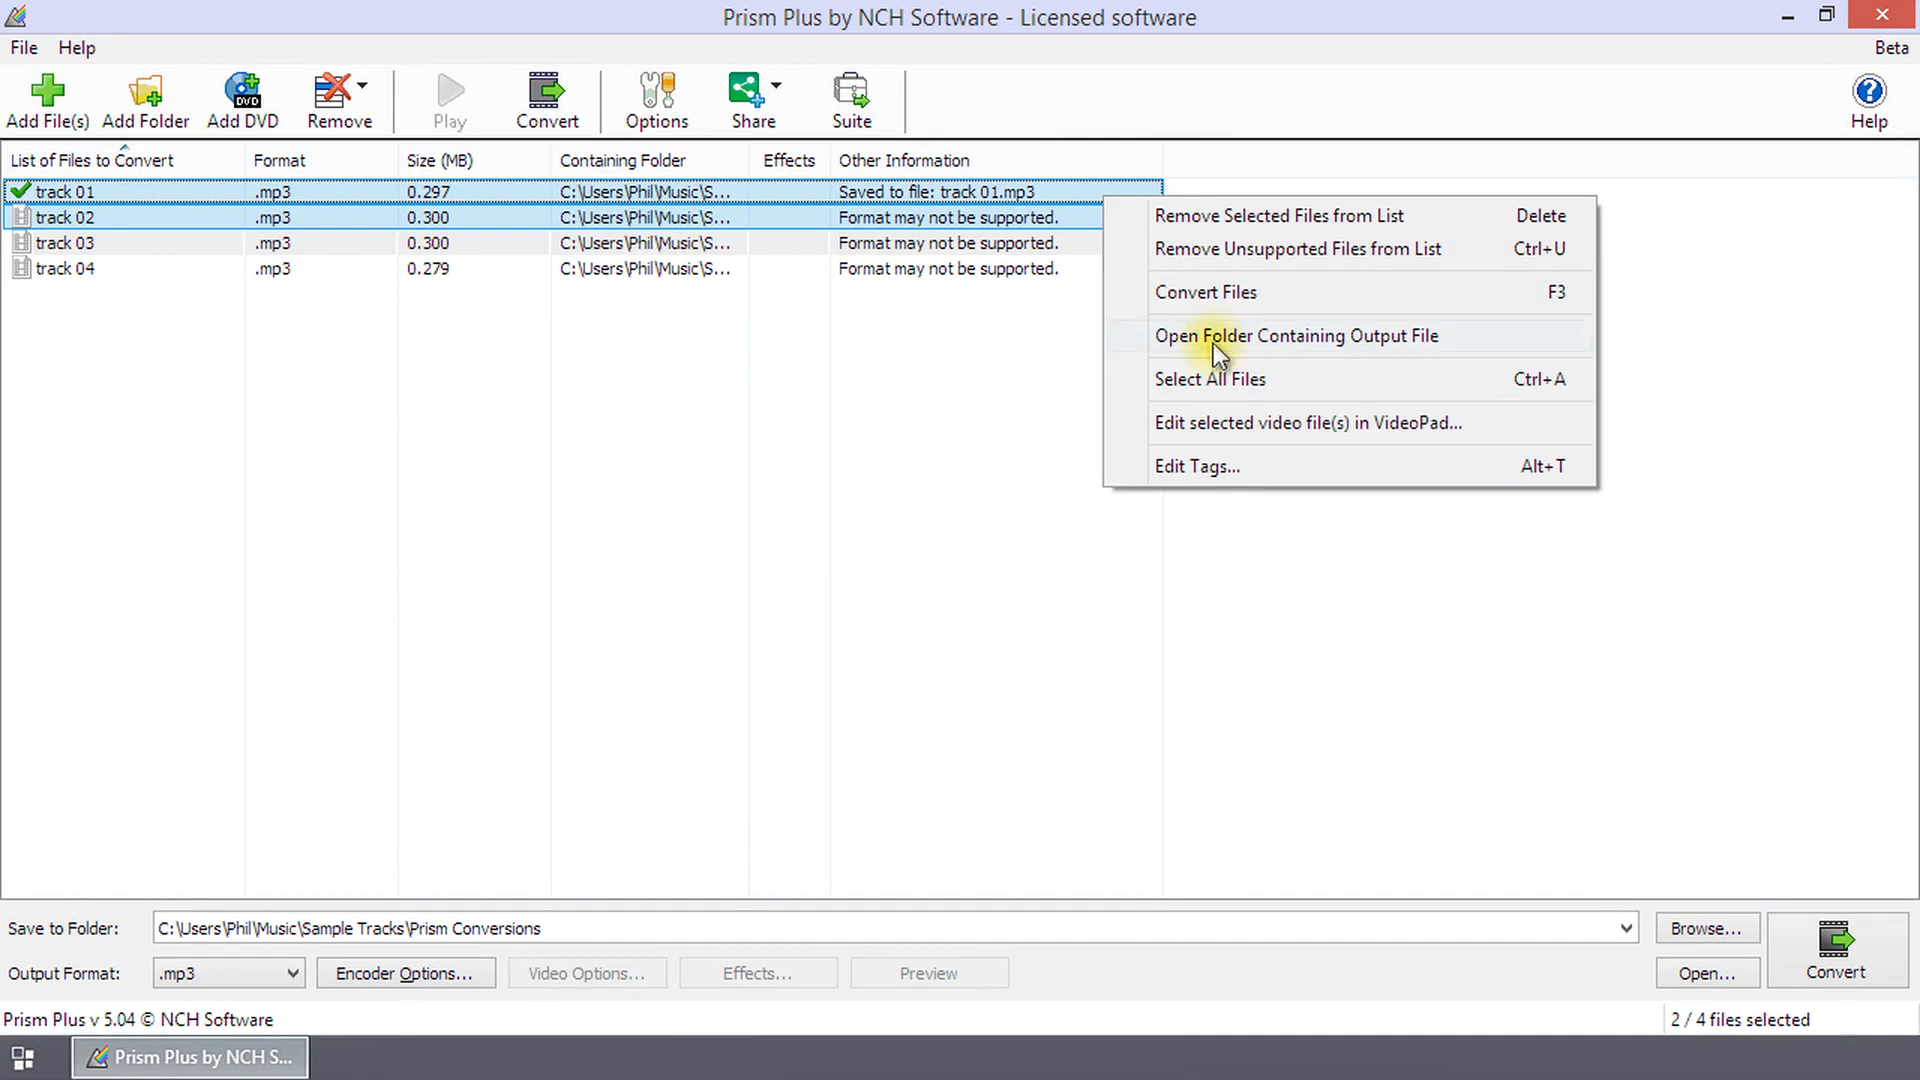 Prism Plus by NCH Software - Licensed software
File Help Beta
Add File(s) Add Folder Add DVD Remove Play Convert Options Share Suite Help
DVD
List of Files to Convert Format Size (MB) Containing Folder Effects Other Information
track 01 .mp3 0.297 C:\Users\Phil\Music\S... Saved to file: track 01.mp3
track 02 .mp3 0.300 C:\Users\Phil\Music\S... Format may not be supported.
track 03 .mp3 0.300 C:\Users\Phil\Music\S... Format may not be supported.
track 04 .mp3 0.279 C:\Users\Phil\Music\S... Format may not be supported.
Remove Selected Files from List Delete
Remove Unsupported Files from List Ctrl+U
Convert Files F3
Open Folder Containing Output File
Select All Files Ctrl+A
Edit selected video file(s) in VideoPad...
Edit Tags... Alt+T
Save to Folder: C:\Users\Phil\Music\Sample Tracks\Prism Conversions Browse...
Output Format: .mp3 Encoder Options... Video Options... Effects... Preview Open... Convert
Prism Plus v 5.04 © NCH Software 2 / 4 files selected
Prism Plus by NCH S...